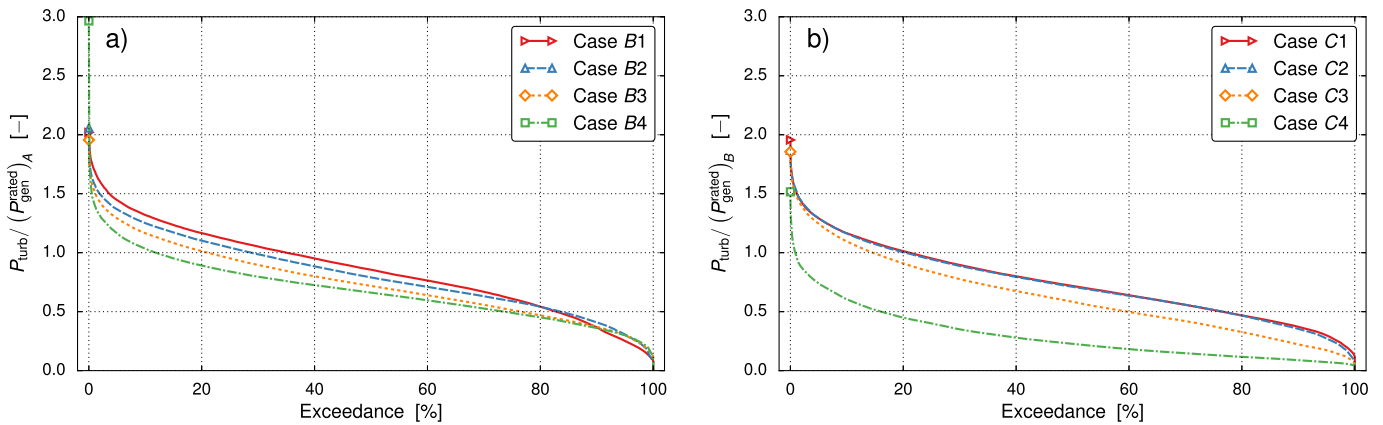 a)
3.0
2.5
2.0
1.5
1.0
0.5
0.0
P_turb / (P_gen^rated)_A [−]
Case B1
Case B2
Case B3
Case B4
0 20 40 60 80 100
Exceedance [%]
b)
3.0
2.5
2.0
1.5
1.0
0.5
0.0
P_turb / (P_gen^rated)_B [−]
Case C1
Case C2
Case C3
Case C4
0 20 40 60 80 100
Exceedance [%]